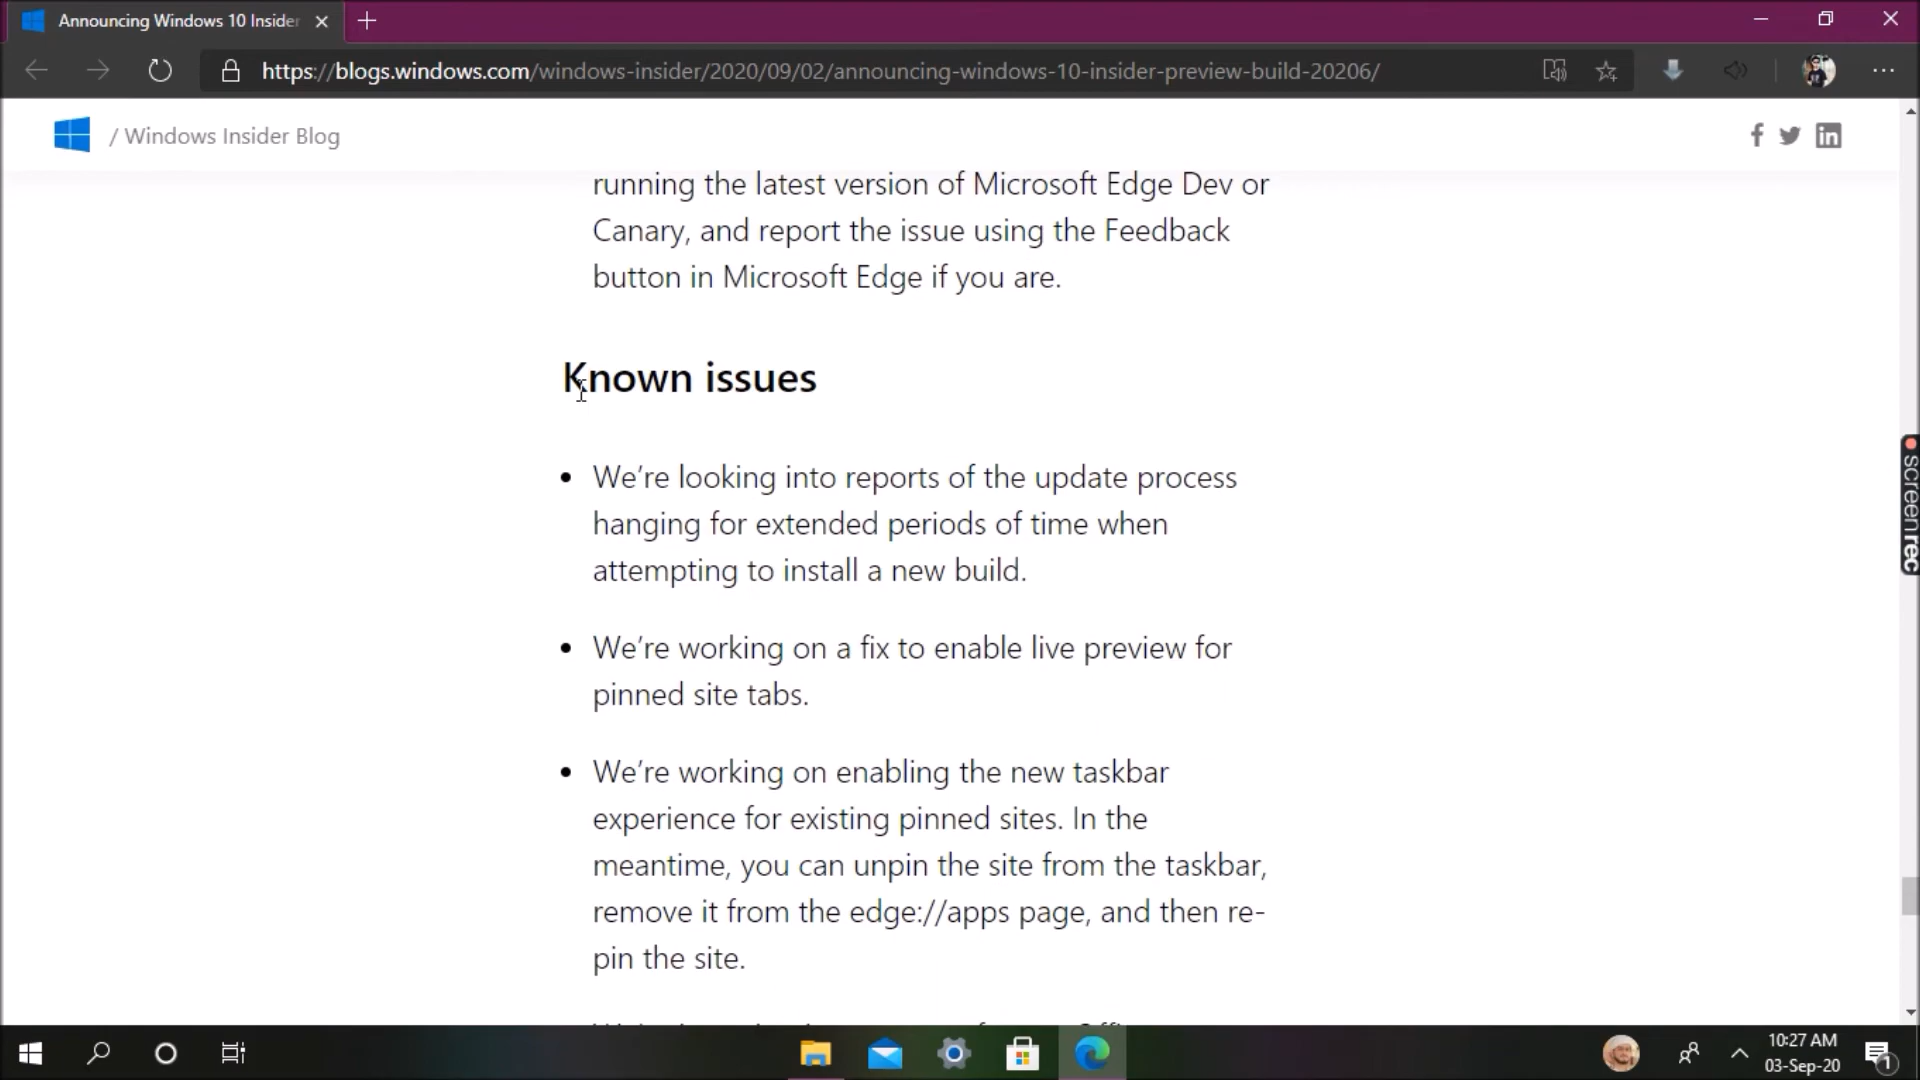 Announcing Windows 10 Insider
https://blogs.windows.com/windows-insider/2020/09/02/announcing-windows-10-insider-preview-build-20206/
/ Windows Insider Blog
running the latest version of Microsoft Edge Dev or
Canary, and report the issue using the Feedback
button in Microsoft Edge if you are.
Known issues
• We’re looking into reports of the update process
hanging for extended periods of time when
attempting to install a new build.
• We’re working on a fix to enable live preview for
pinned site tabs.
• We’re working on enabling the new taskbar
experience for existing pinned sites. In the
meantime, you can unpin the site from the taskbar,
remove it from the edge://apps page, and then re-
pin the site.
screenrec
10:27 AM
03-Sep-20
1